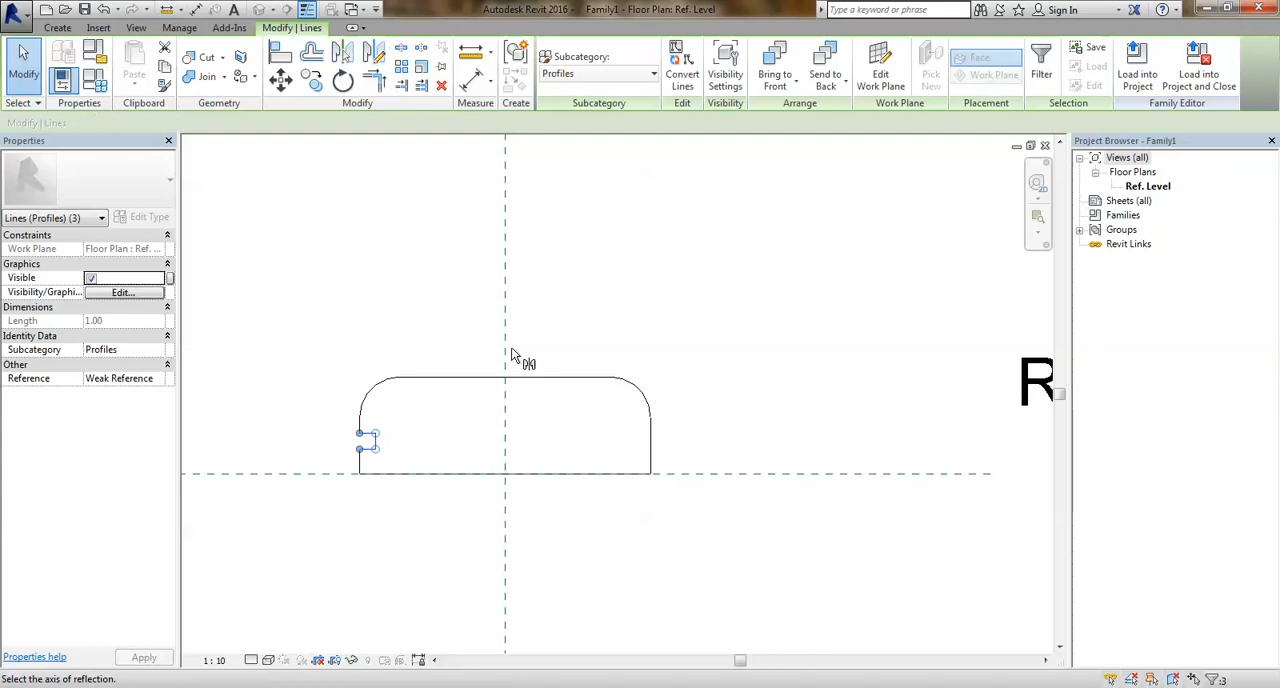 Autodesk Revit 2016 - Family1 - Floor Plan: Ref. Level
Type a keyword or phrase
Sign In
Create Insert View Manage Add-Ins Modify | Lines
Modify
Paste
Cut
Join
Subcategory:
Profiles
Convert
Lines
Visibility
Settings
Bring to
Front
Send to
Back
Edit
Work Plane
Pick
New
Face
Work Plane
Filter
Save
Load
Edit
Load into
Project
Load into
Project and Close
Select Properties Clipboard Geometry Modify Measure Create Subcategory Edit Visibility Arrange Work Plane Placement Selection Family Editor
Modify | Lines
Properties
Lines (Profiles) (3) Edit Type
Constraints
Work Plane Floor Plan : Ref. ...
Graphics
Visible
Visibility/Graphi... Edit...
Dimensions
Length 1.00
Identity Data
Subcategory Profiles
Other
Reference Weak Reference
Properties help Apply
R
2D
1 : 10
Project Browser - Family1
Views (all)
Floor Plans
Ref. Level
Sheets (all)
Families
Groups
Revit Links
Select the axis of reflection.
:3